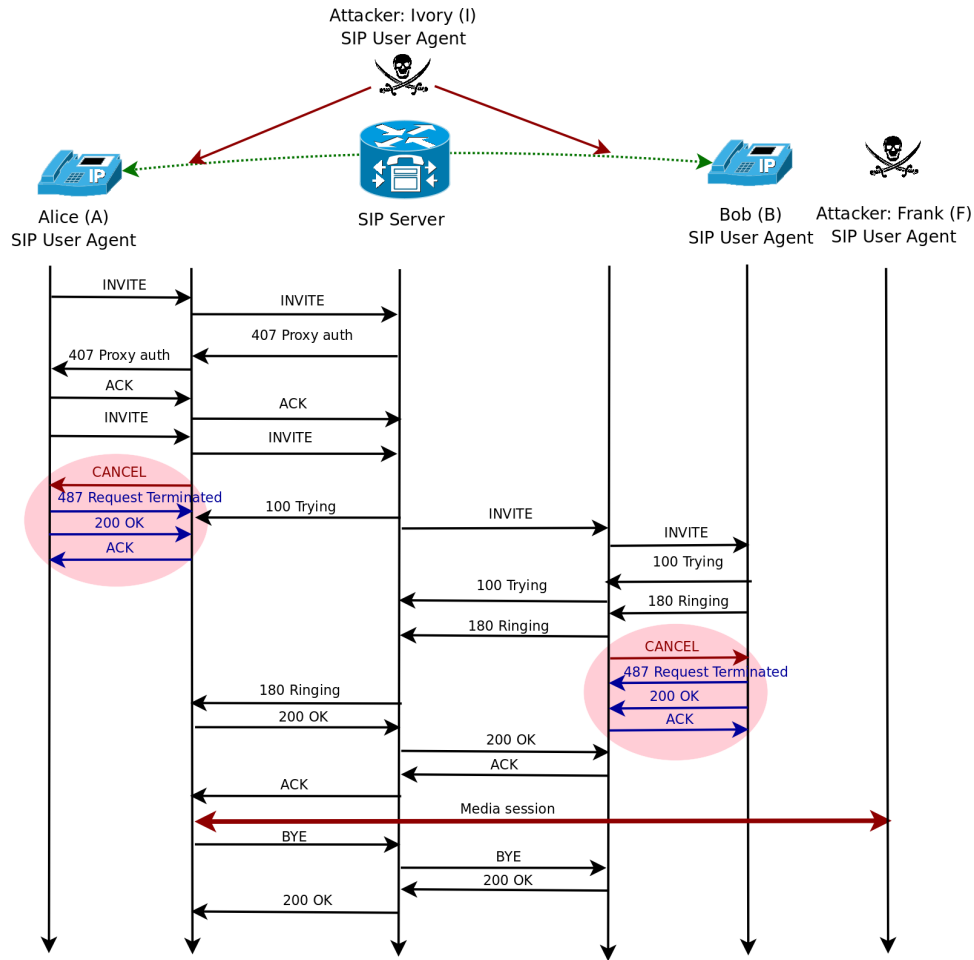 Attacker: Ivory (I)
SIP User Agent
IP
IP
Alice (A)
SIP User Agent
SIP Server
Bob (B)
SIP User Agent
Attacker: Frank (F)
SIP User Agent
INVITE
INVITE
407 Proxy auth
407 Proxy auth
ACK
ACK
INVITE
INVITE
CANCEL
487 Request Terminated
100 Trying
INVITE
200 OK
INVITE
ACK
100 Trying
100 Trying
180 Ringing
180 Ringing
CANCEL
487 Request Terminated
180 Ringing
200 OK
200 OK
ACK
200 OK
ACK
ACK
Media session
BYE
BYE
200 OK
200 OK